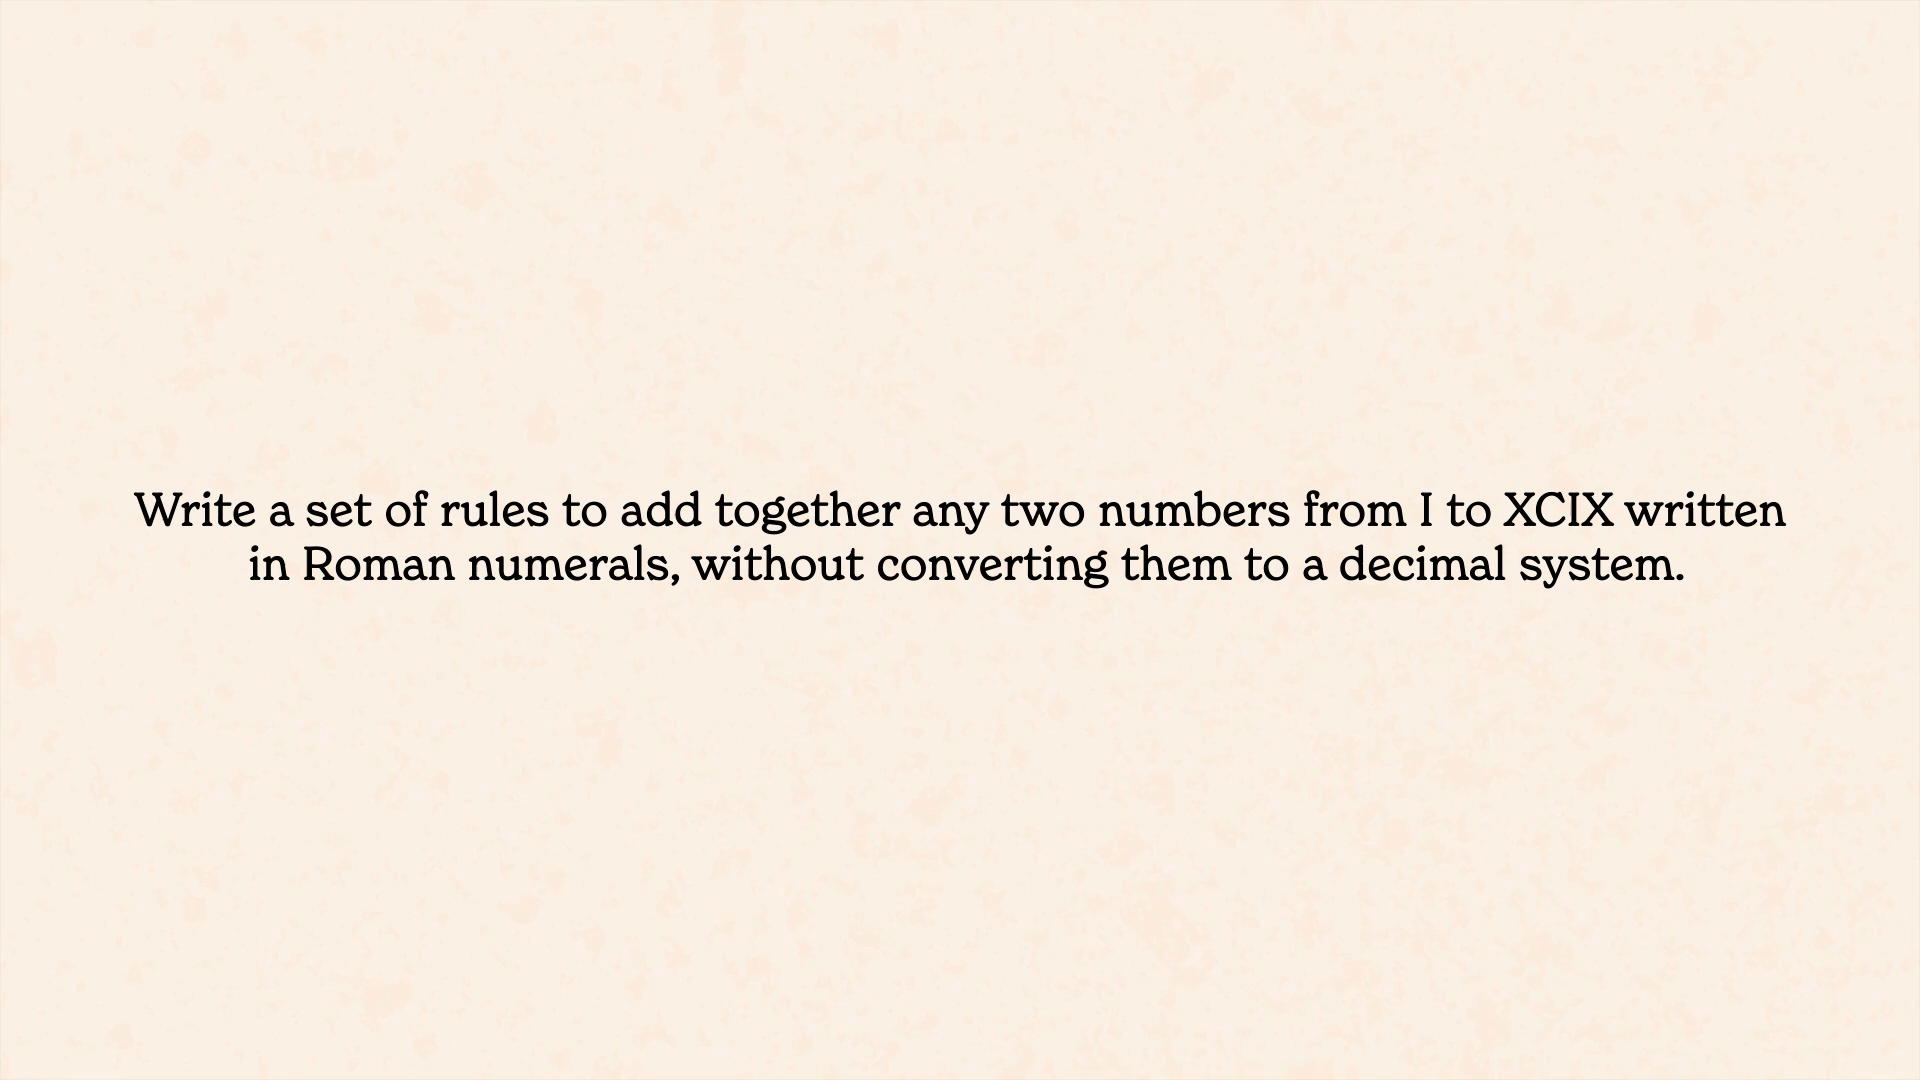 Write a set of rules to add together any two numbers from I to XCIX written
in Roman numerals, without converting them to a decimal system.